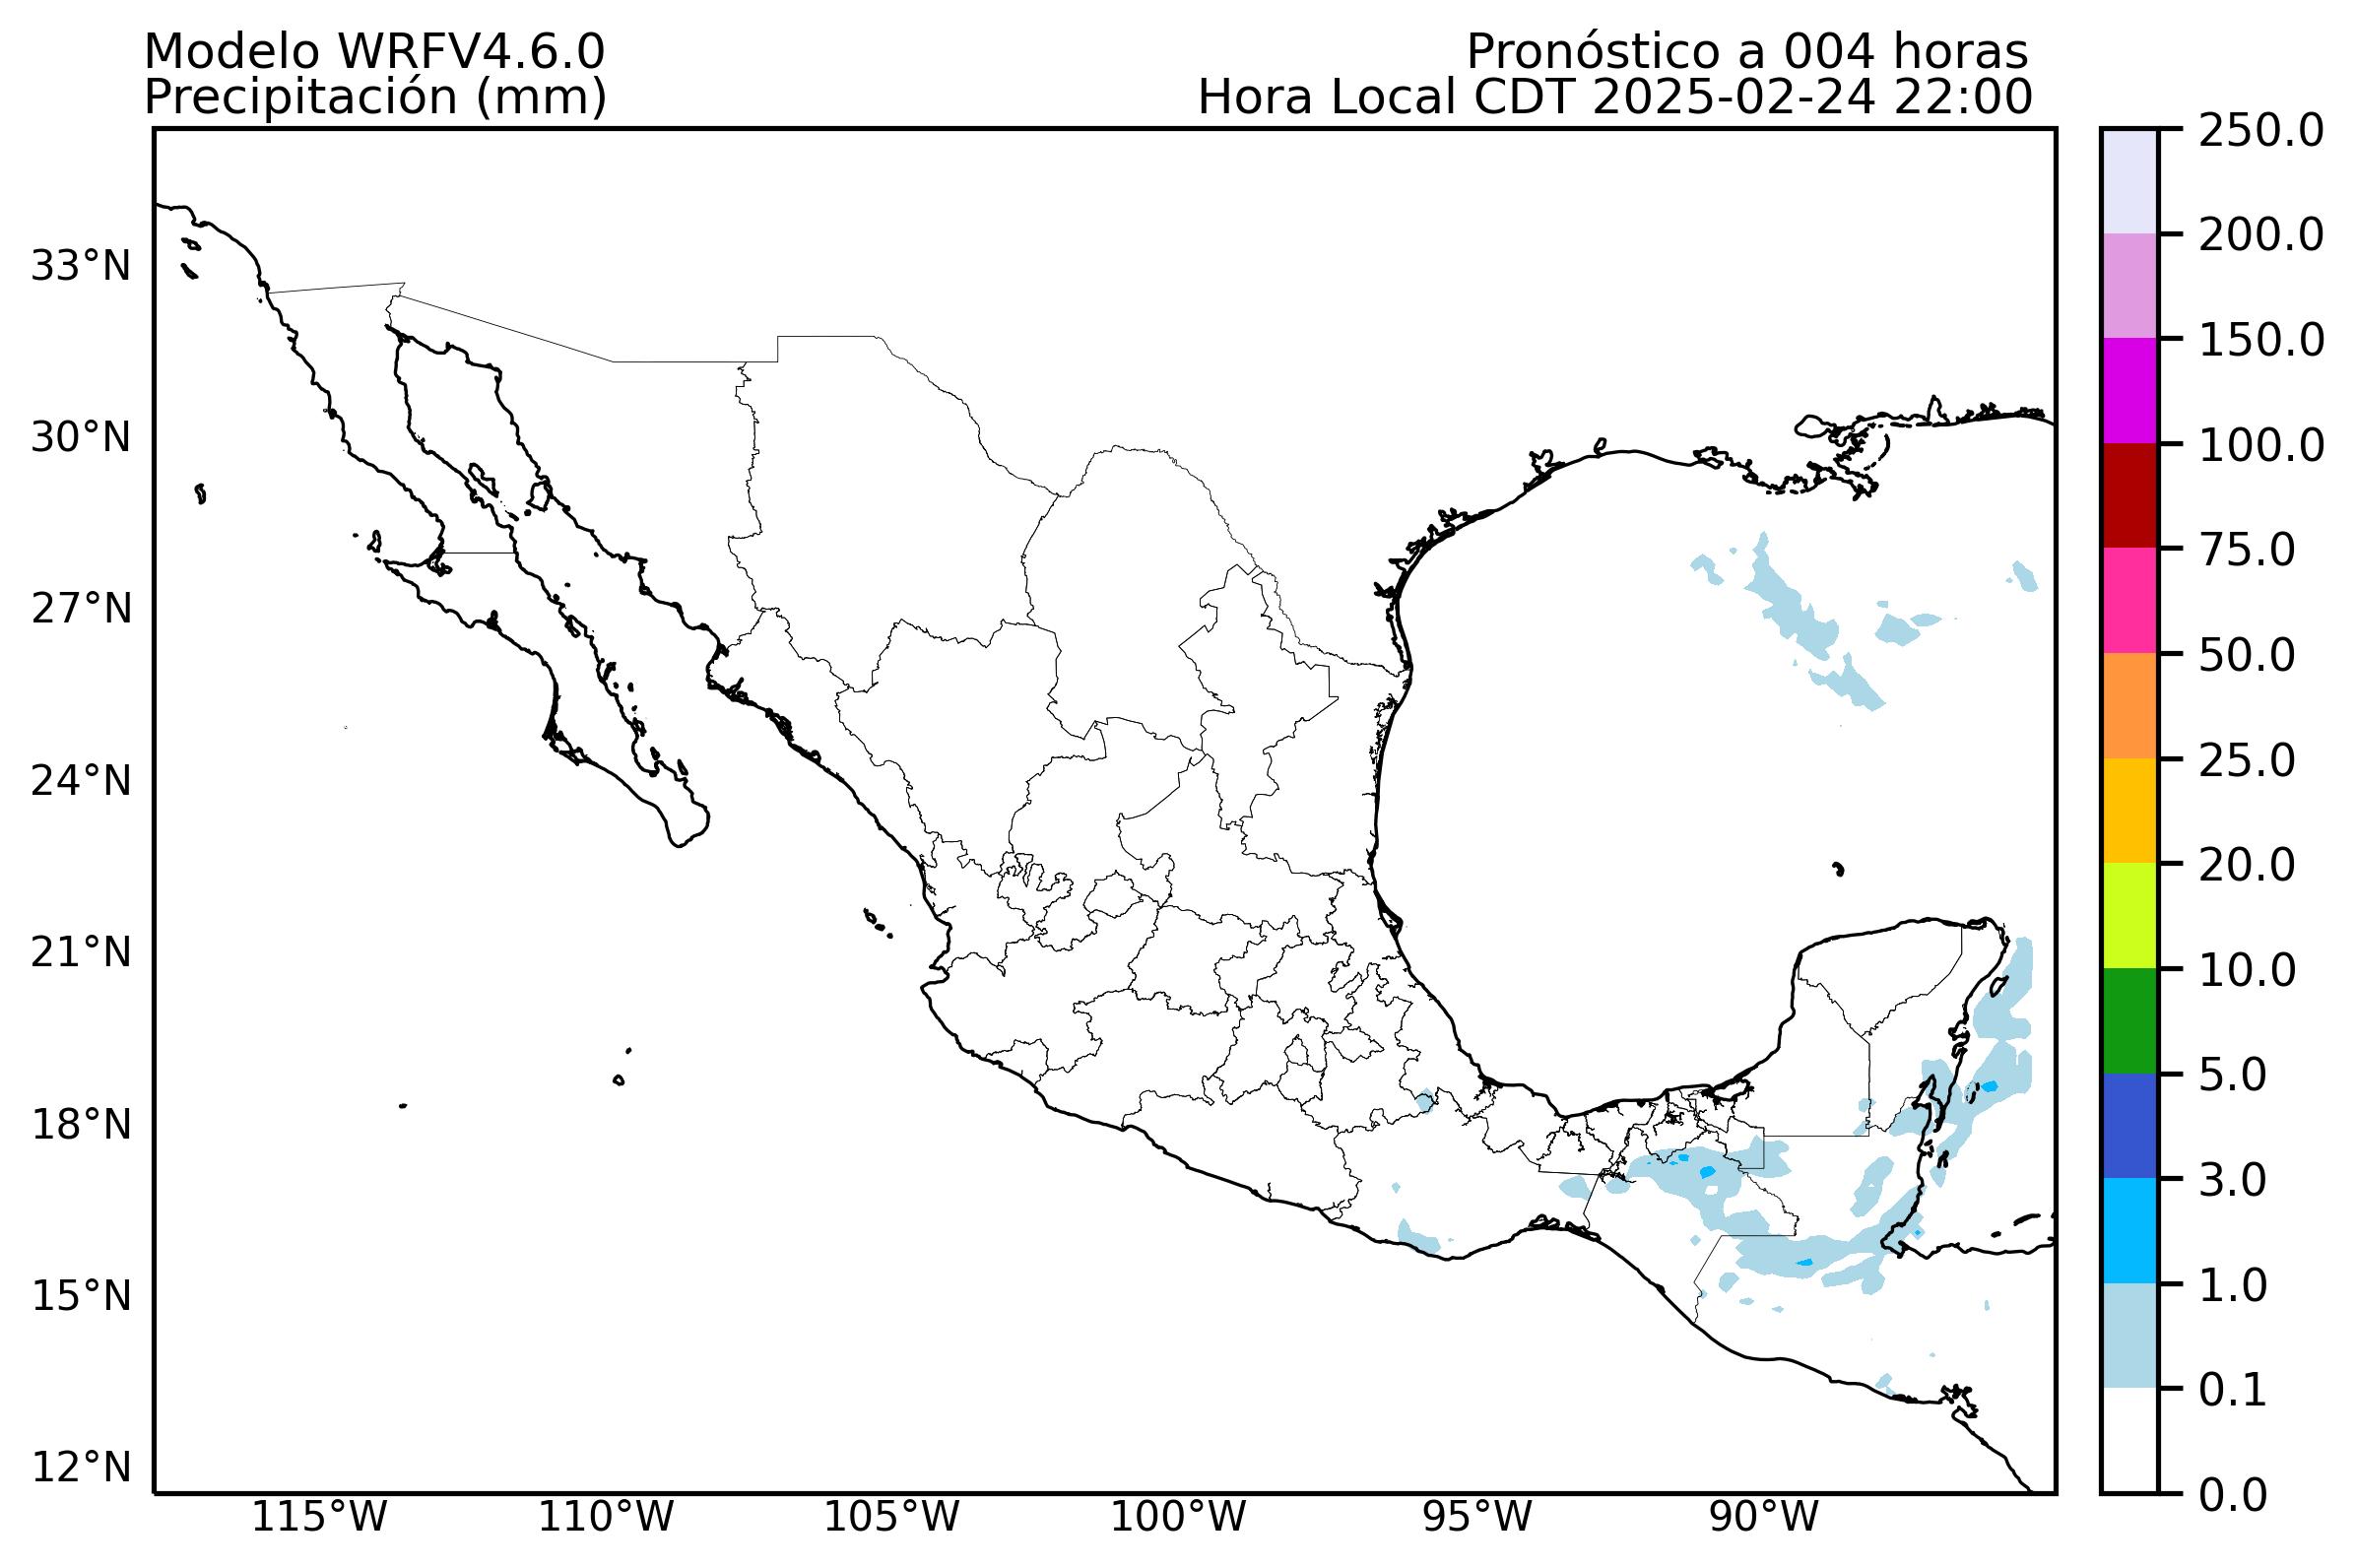 Modelo WRFV4.6.0
Precipitación (mm)
Pronóstico a 004 horas
Hora Local CDT 2025-02-24 22:00
33°N
30°N
27°N
24°N
21°N
18°N
15°N
12°N
115°W
110°W
105°W
100°W
95°W
90°W
250.0
200.0
150.0
100.0
75.0
50.0
25.0
20.0
10.0
5.0
3.0
1.0
0.1
0.0